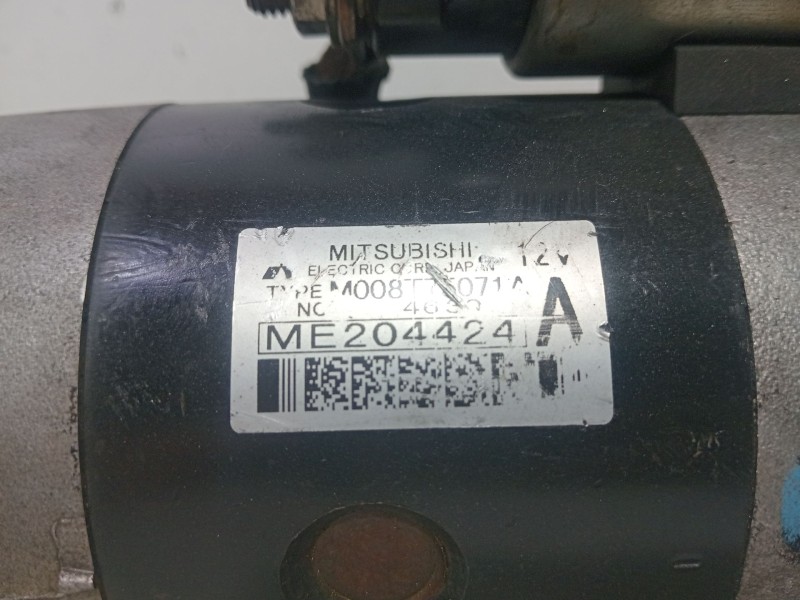 MITSUBISHI 12V
ELECTRIC CORP. JAPAN
TYPE
NO
ME204424 A